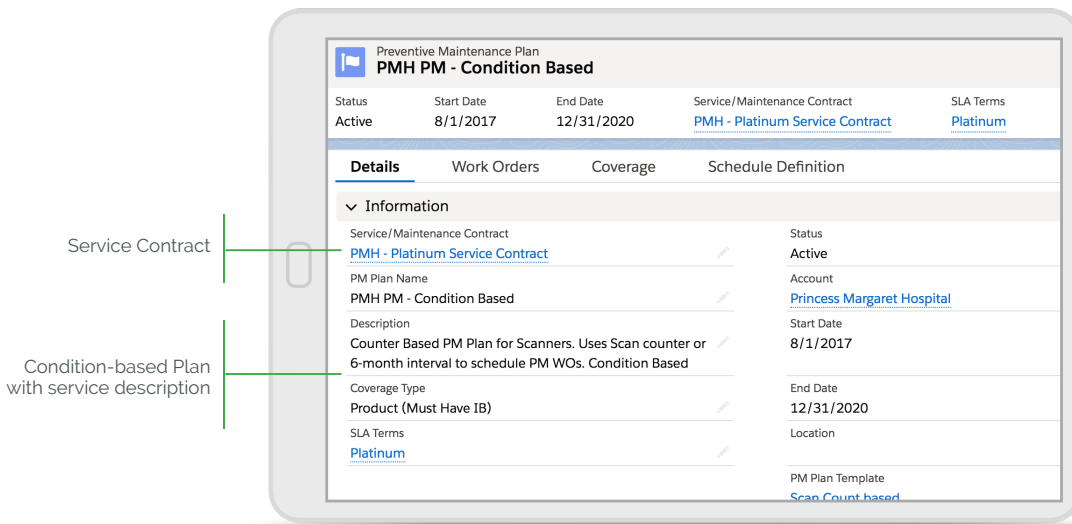 Preventive Maintenance Plan
PMH PM - Condition Based
Status Start Date End Date Service/Maintenance Contract SLA Terms
Active 8/1/2017 12/31/2020 PMH - Platinum Service Contract Platinum
Details Work Orders Coverage Schedule Definition
Information
Service Contract
Service/Maintenance Contract
PMH - Platinum Service Contract
Status
Active
PM Plan Name
PMH PM - Condition Based
Account
Princess Margaret Hospital
Description
Counter Based PM Plan for Scanners. Uses Scan counter or
6-month interval to schedule PM WOs. Condition Based
Start Date
8/1/2017
Condition-based Plan
with service description
Coverage Type
Product (Must Have IB)
End Date
12/31/2020
SLA Terms
Platinum
Location
PM Plan Template
Scan Count based